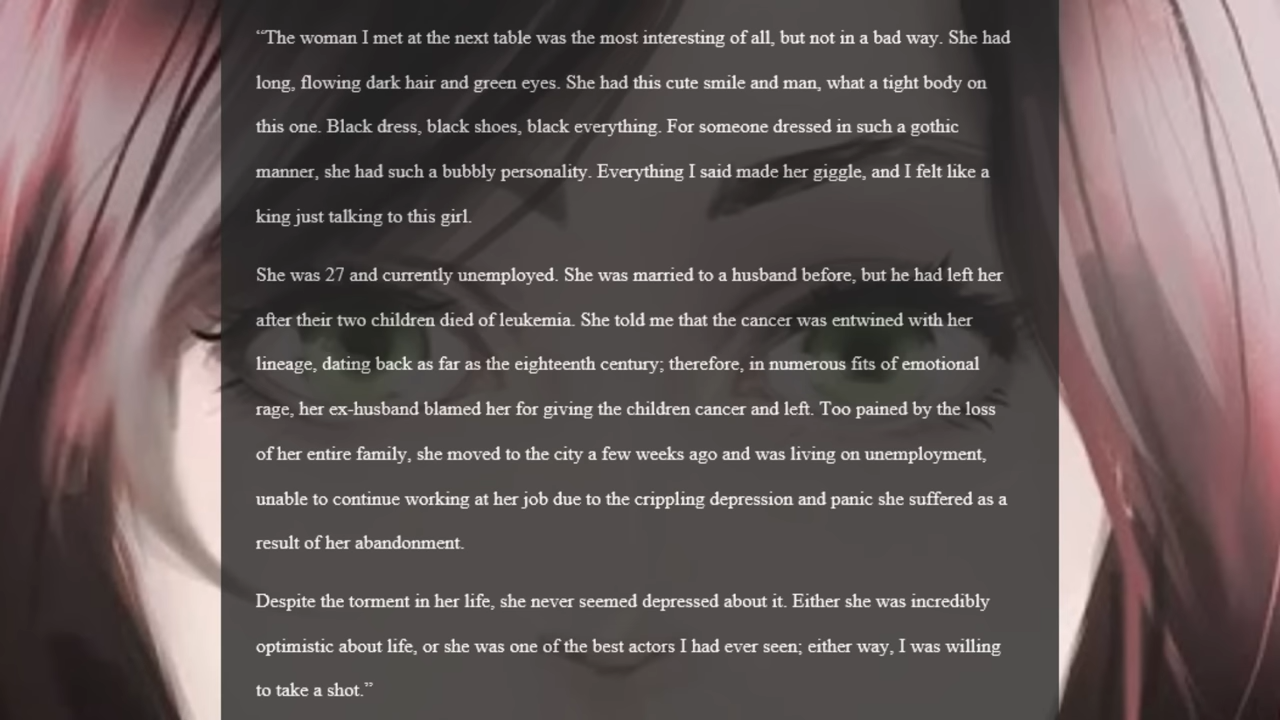 “The woman I met at the next table was the most interesting of all, but not in a bad way. She had
long, flowing dark hair and green eyes. She had this cute smile and man, what a tight body on
this one. Black dress, black shoes, black everything. For someone dressed in such a gothic
manner, she had such a bubbly personality. Everything I said made her giggle, and I felt like a
king just talking to this girl.
She was 27 and currently unemployed. She was married to a husband before, but he had left her
after their two children died of leukemia. She told me that the cancer was entwined with her
lineage, dating back as far as the eighteenth century; therefore, in numerous fits of emotional
rage, her ex-husband blamed her for giving the children cancer and left. Too pained by the loss
of her entire family, she moved to the city a few weeks ago and was living on unemployment,
unable to continue working at her job due to the crippling depression and panic she suffered as a
result of her abandonment.
Despite the torment in her life, she never seemed depressed about it. Either she was incredibly
optimistic about life, or she was one of the best actors I had ever seen; either way, I was willing
to take a shot.”